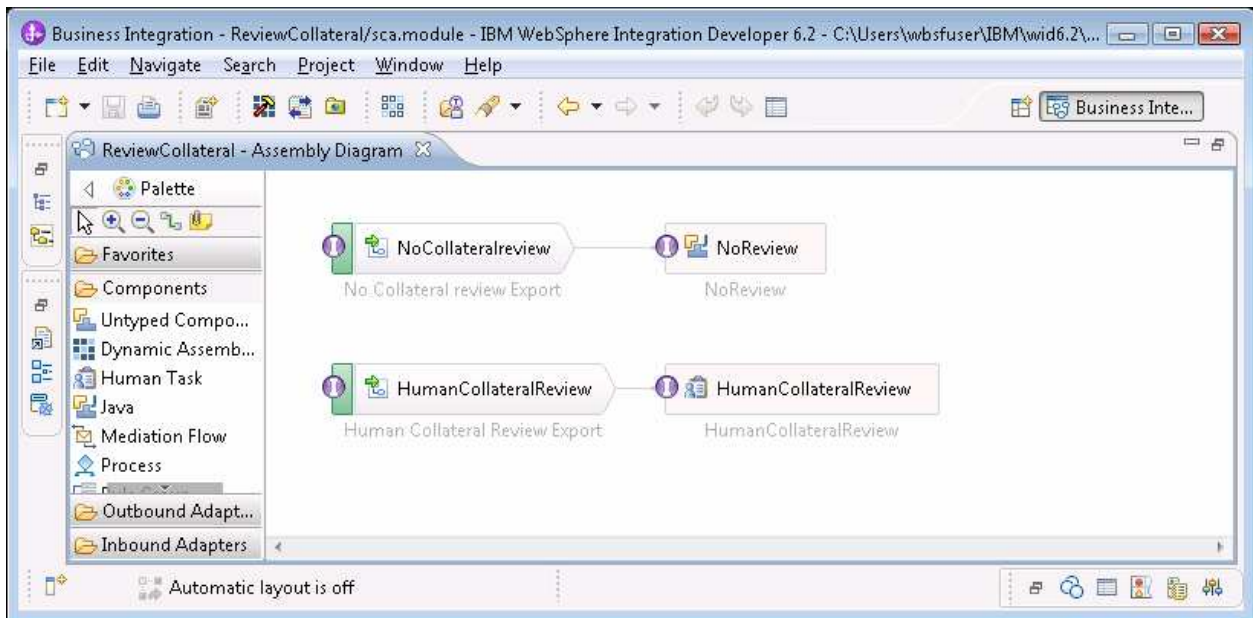 Business Integration - ReviewCollateral/sca.module - IBM WebSphere Integration Developer 6.2 - C:\Users\wbsfuser\IBM\wid6.2\...
File Edit Navigate Search Project Window Help
Business Inte...
ReviewCollateral - Assembly Diagram
Palette
Favorites
Components
Untyped Compo...
Dynamic Assemb...
Human Task
Java
Mediation Flow
Process
Outbound Adapt...
Inbound Adapters
NoCollateralreview
NoReview
No Collateral review Export
NoReview
HumanCollateralReview
HumanCollateralReview
Human Collateral Review Export
HumanCollateralReview
Automatic layout is off